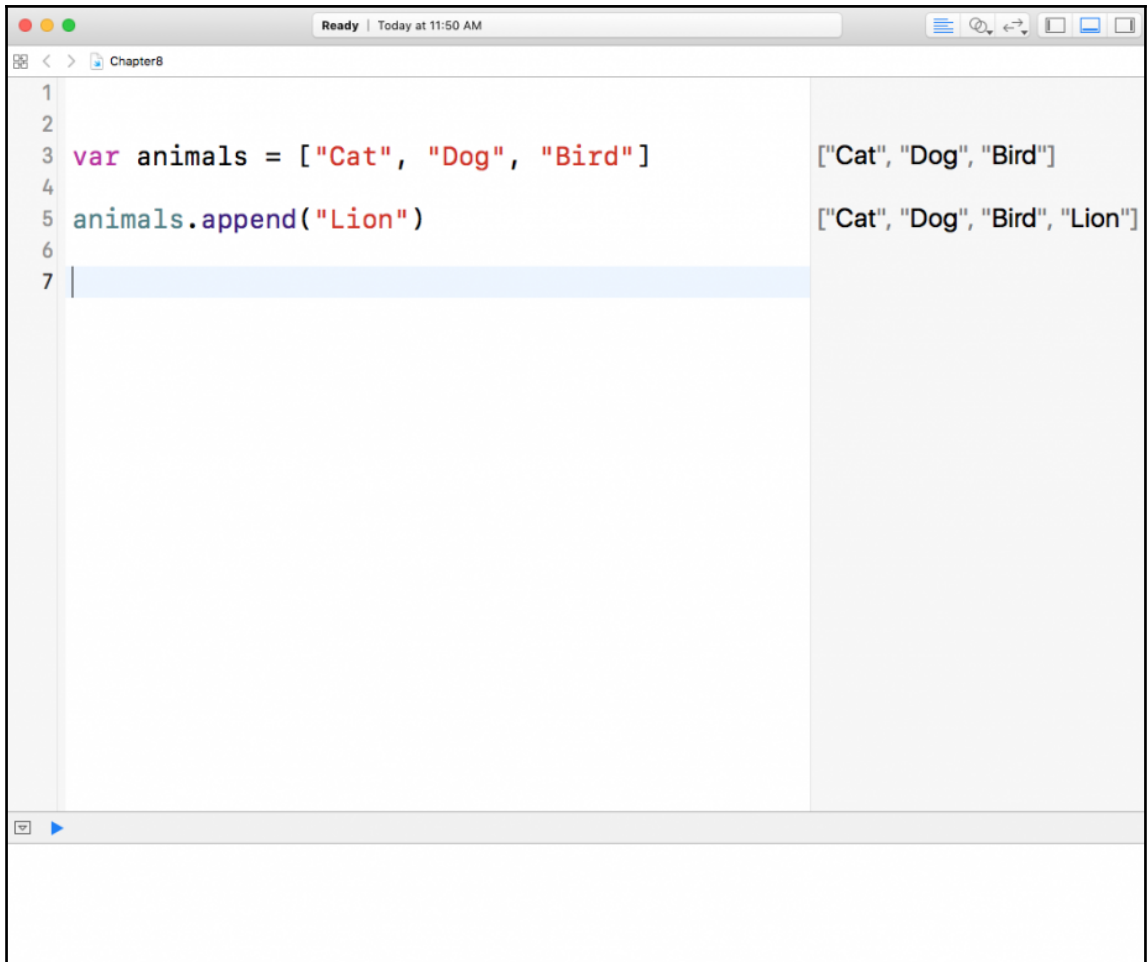 Ready | Today at 11:50 AM
Chapter8
1
2
3 var animals = ["Cat", "Dog", "Bird"] ["Cat", "Dog", "Bird"]
4
5 animals.append("Lion") ["Cat", "Dog", "Bird", "Lion"]
6
7